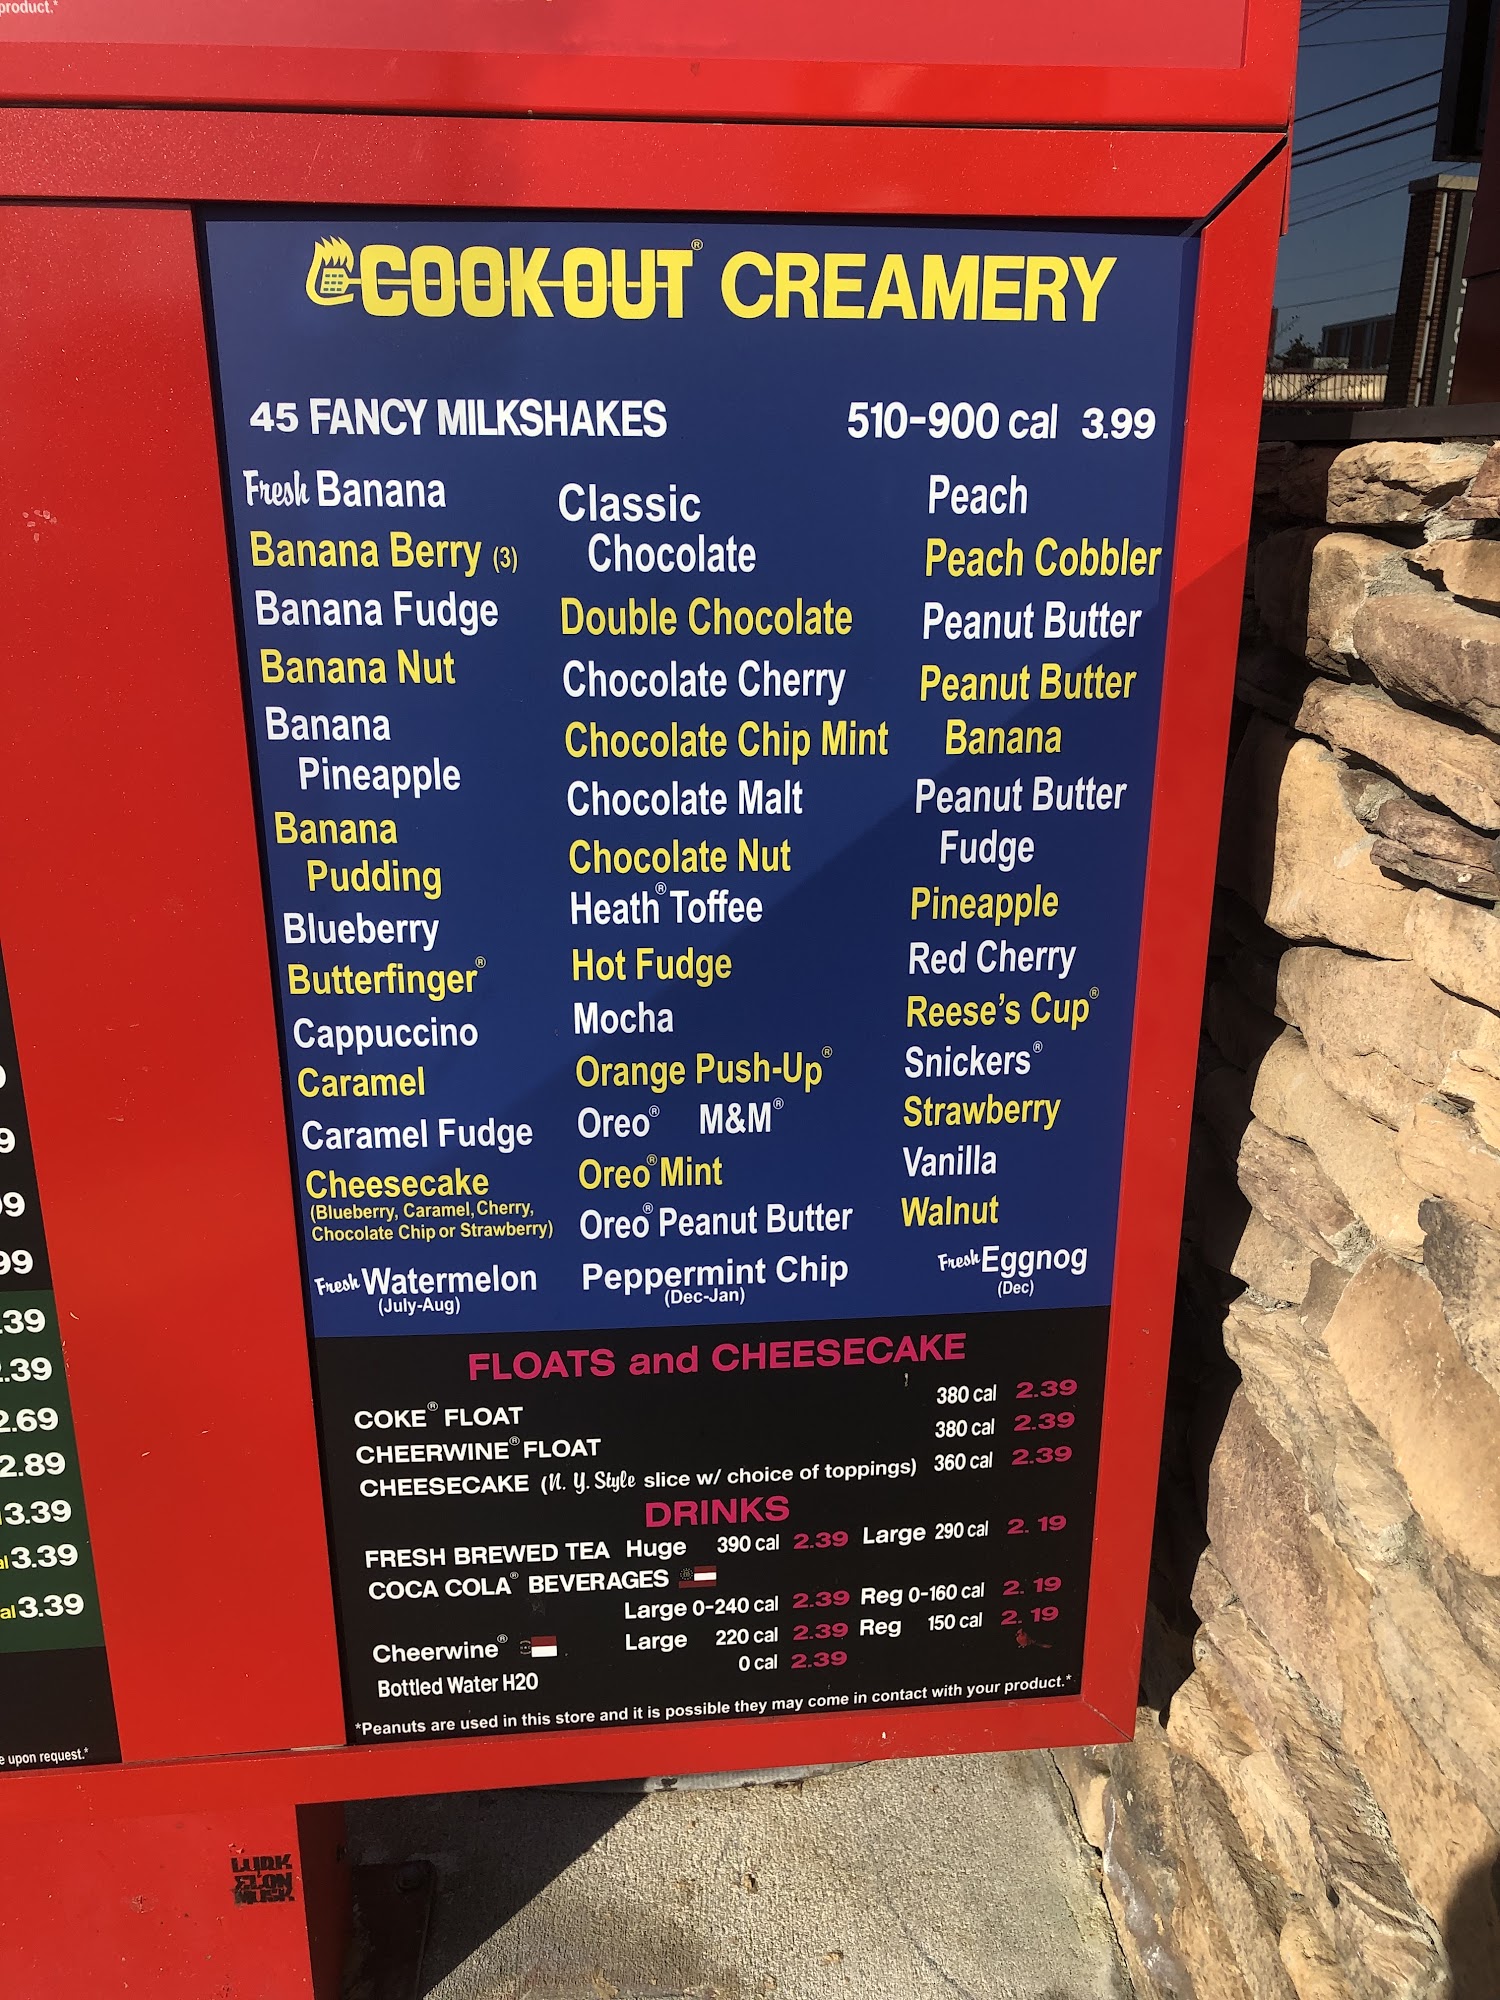 product.*
COOK-OUT® CREAMERY
45 FANCY MILKSHAKES 510-900 cal 3.99
Fresh Banana
Banana Berry (3)
Banana Fudge
Banana Nut
Banana
Pineapple
Banana
Pudding
Blueberry
Butterfinger®
Cappuccino
Caramel
Caramel Fudge
Cheesecake
(Blueberry, Caramel, Cherry,
Chocolate Chip or Strawberry)
Fresh Watermelon
(July-Aug)
Classic
Chocolate
Double Chocolate
Chocolate Cherry
Chocolate Chip Mint
Chocolate Malt
Chocolate Nut
Heath® Toffee
Hot Fudge
Mocha
Orange Push-Up®
Oreo® M&M®
Oreo® Mint
Oreo® Peanut Butter
Peppermint Chip
(Dec-Jan)
Peach
Peach Cobbler
Peanut Butter
Peanut Butter
Banana
Peanut Butter
Fudge
Pineapple
Red Cherry
Reese's Cup®
Snickers®
Strawberry
Vanilla
Walnut
Fresh Eggnog
(Dec)
FLOATS and CHEESECAKE
COKE® FLOAT 380 cal 2.39
CHEERWINE® FLOAT 380 cal 2.39
CHEESECAKE (N. Y. Style slice w/ choice of toppings) 360 cal 2.39
DRINKS
FRESH BREWED TEA Huge 390 cal 2.39 Large 290 cal 2. 19
COCA COLA® BEVERAGES
Large 0-240 cal 2.39 Reg 0-160 cal 2. 19
Cheerwine® Large 220 cal 2.39 Reg 150 cal 2. 19
Bottled Water H20 0 cal 2.39
*Peanuts are used in this store and it is possible they may come in contact with your product.*
9
9
99
.39
.39
2.69
2.89
3.39
al 3.39
al 3.39
e upon request.*
LURK
ELON
MUSK